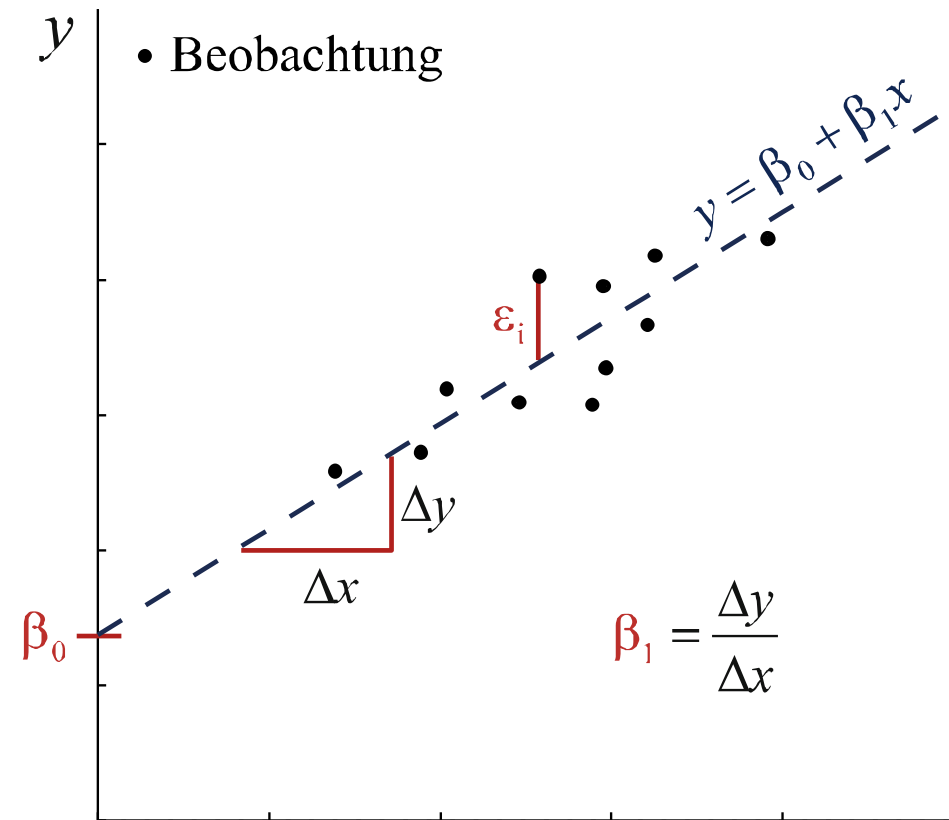 y
• Beobachtung
y = β₀ + β₁x
εᵢ
Δy
Δx
β₀
β₁ = Δy/Δx